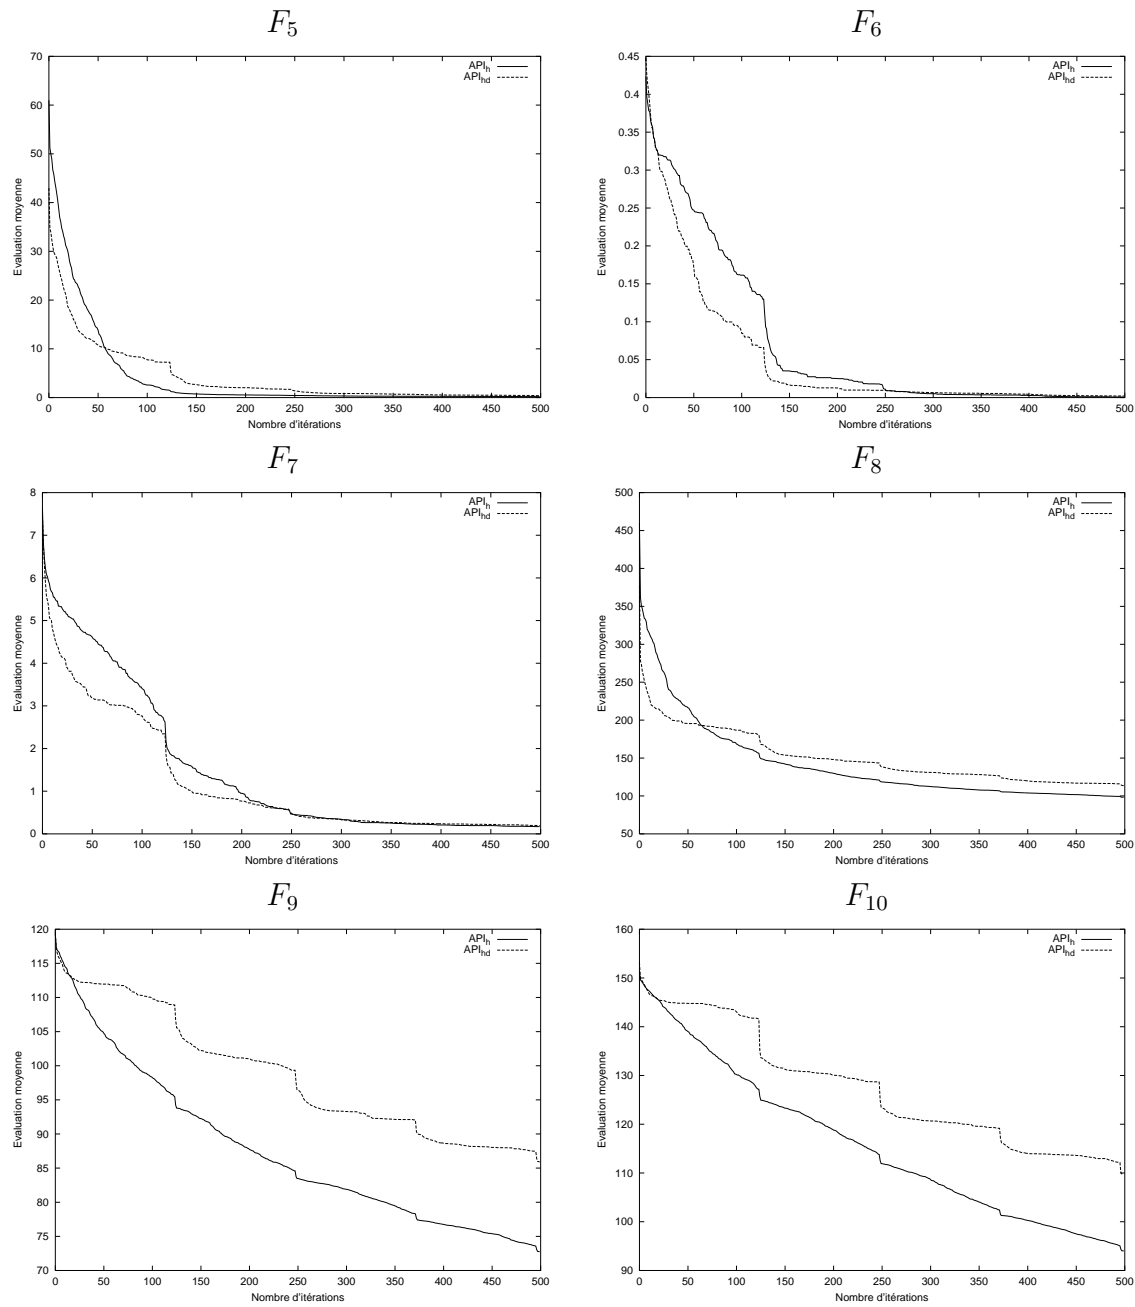 F5
F6
70
60
50
40
30
20
10
0
0 50 100 150 200 250 300 350 400 450 500
Evaluation moyenne
Nombre d'itérations
APIh
APIhd
0.45
0.4
0.35
0.3
0.25
0.2
0.15
0.1
0.05
0
0 50 100 150 200 250 300 350 400 450 500
Evaluation moyenne
Nombre d'itérations
APIh
APIhd
F7
F8
8
7
6
5
4
3
2
1
0
0 50 100 150 200 250 300 350 400 450 500
Evaluation moyenne
Nombre d'itérations
APIh
APIhd
500
450
400
350
300
250
200
150
100
50
0 50 100 150 200 250 300 350 400 450 500
Evaluation moyenne
Nombre d'itérations
APIh
APIhd
F9
F10
120
115
110
105
100
95
90
85
80
75
70
0 50 100 150 200 250 300 350 400 450 500
Evaluation moyenne
Nombre d'itérations
APIh
APIhd
160
150
140
130
120
110
100
90
0 50 100 150 200 250 300 350 400 450 500
Evaluation moyenne
Nombre d'itérations
APIh
APIhd